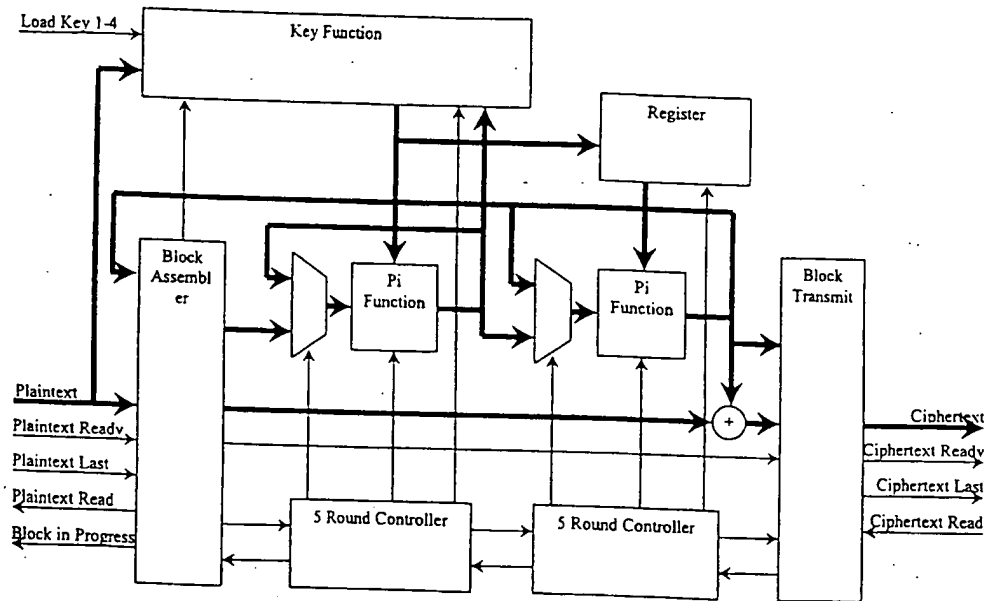 Load Key 1-4
Key Function
Register
Block
Assembl
er
Pi
Function
Pi
Function
Block
Transmit
Plaintext
Plaintext Ready
Plaintext Last
Plaintext Read
Block in Progress
+
Ciphertext
Ciphertext Ready
Ciphertext Last
Ciphertext Read
5 Round Controller
5 Round Controller